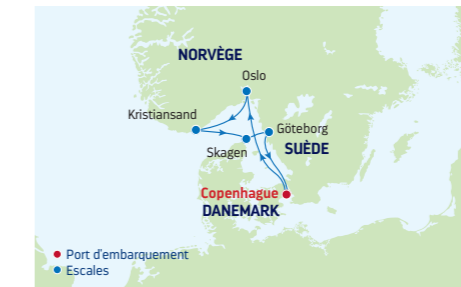 NORVÈGE
Oslo
Kristiansand
Göteborg
Skagen
SUÈDE
Copenhague
DANEMARK
Port d'embarquement
Escales